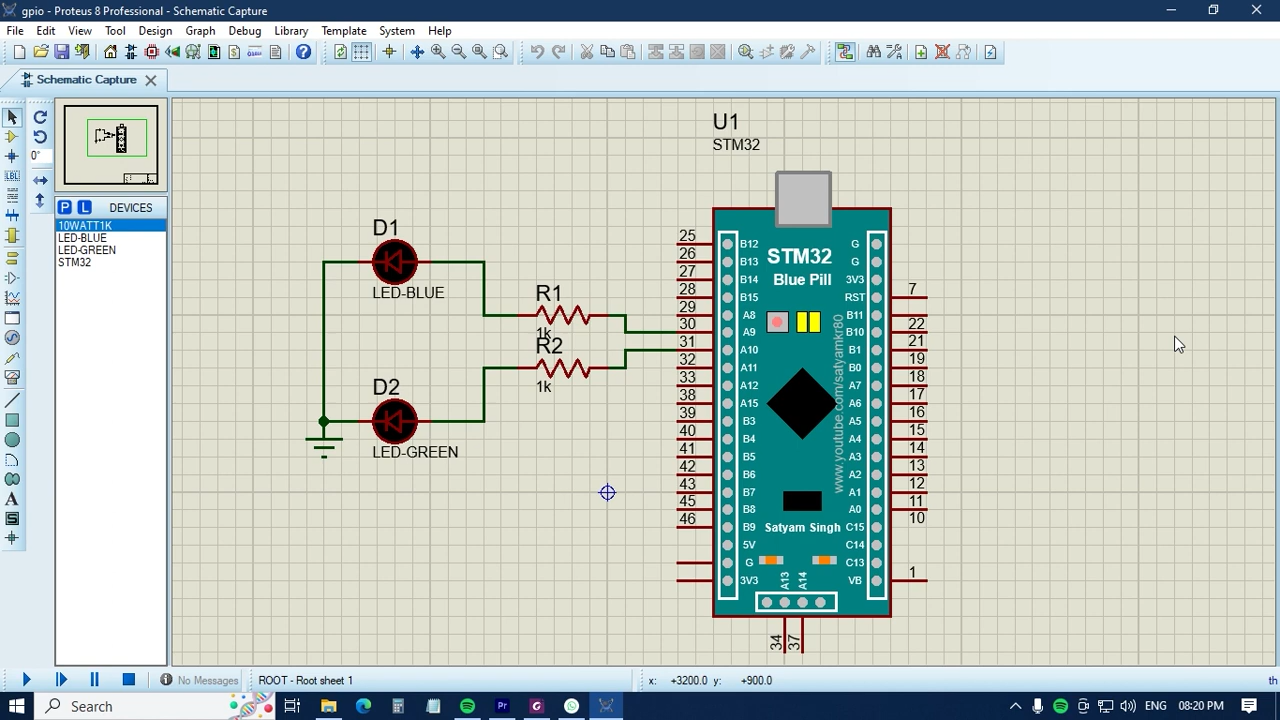 gpio - Proteus 8 Professional - Schematic Capture
File Edit View Tool Design Graph Debug Library Template System Help
Schematic Capture
0°
LBL
P L DEVICES
10WATT1K
LED-BLUE
LED-GREEN
STM32
A
S
U1
STM32
D1
LED-BLUE
R1
1k
R2
1k
D2
LED-GREEN
25
26
27
28
29
30
31
32
33
38
39
40
41
42
43
45
46
B12
B13
B14
B15
A8
A9
A10
A11
A12
A15
B3
B4
B5
B6
B7
B8
B9
5V
G
3V3
STM32
Blue Pill
www.youtube.com/satyamkr80
Satyam Singh
A13
A14
34
37
G
G
3V3
RST
B11
B10
B1
B0
A7
A6
A5
A4
A3
A2
A1
A0
C15
C14
C13
VB
7
22
21
19
18
17
16
15
14
13
12
11
10
1
No Messages
ROOT - Root sheet 1
x: +3200.0 y: +900.0
th
Search
ENG
08:20 PM